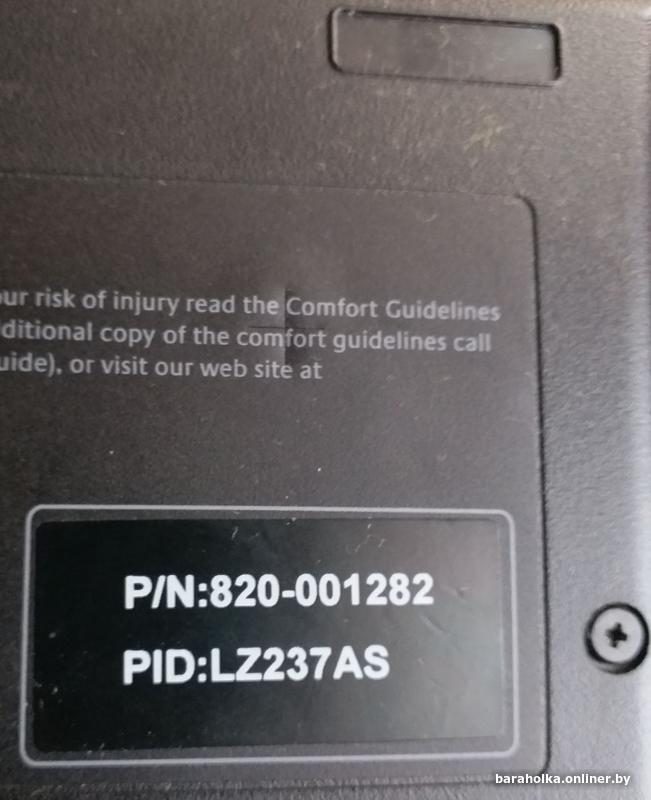 our risk of injury read the Comfort Guidelines
ditional copy of the comfort guidelines call
uide), or visit our web site at
P/N:820-001282
PID:LZ237AS
baraholka.onliner.by